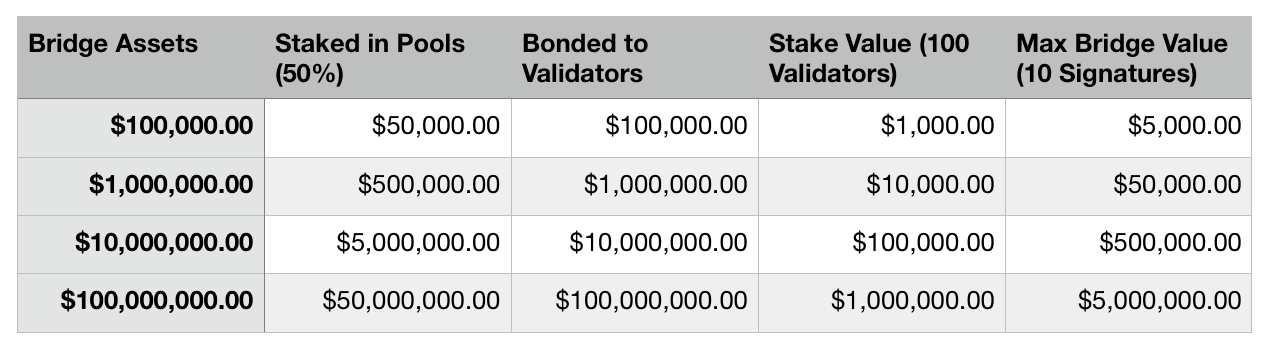 Bridge Assets Staked in Pools (50%) Bonded to Validators Stake Value (100 Validators) Max Bridge Value (10 Signatures)
$100,000.00 $50,000.00 $100,000.00 $1,000.00 $5,000.00
$1,000,000.00 $500,000.00 $1,000,000.00 $10,000.00 $50,000.00
$10,000,000.00 $5,000,000.00 $10,000,000.00 $100,000.00 $500,000.00
$100,000,000.00 $50,000,000.00 $100,000,000.00 $1,000,000.00 $5,000,000.00